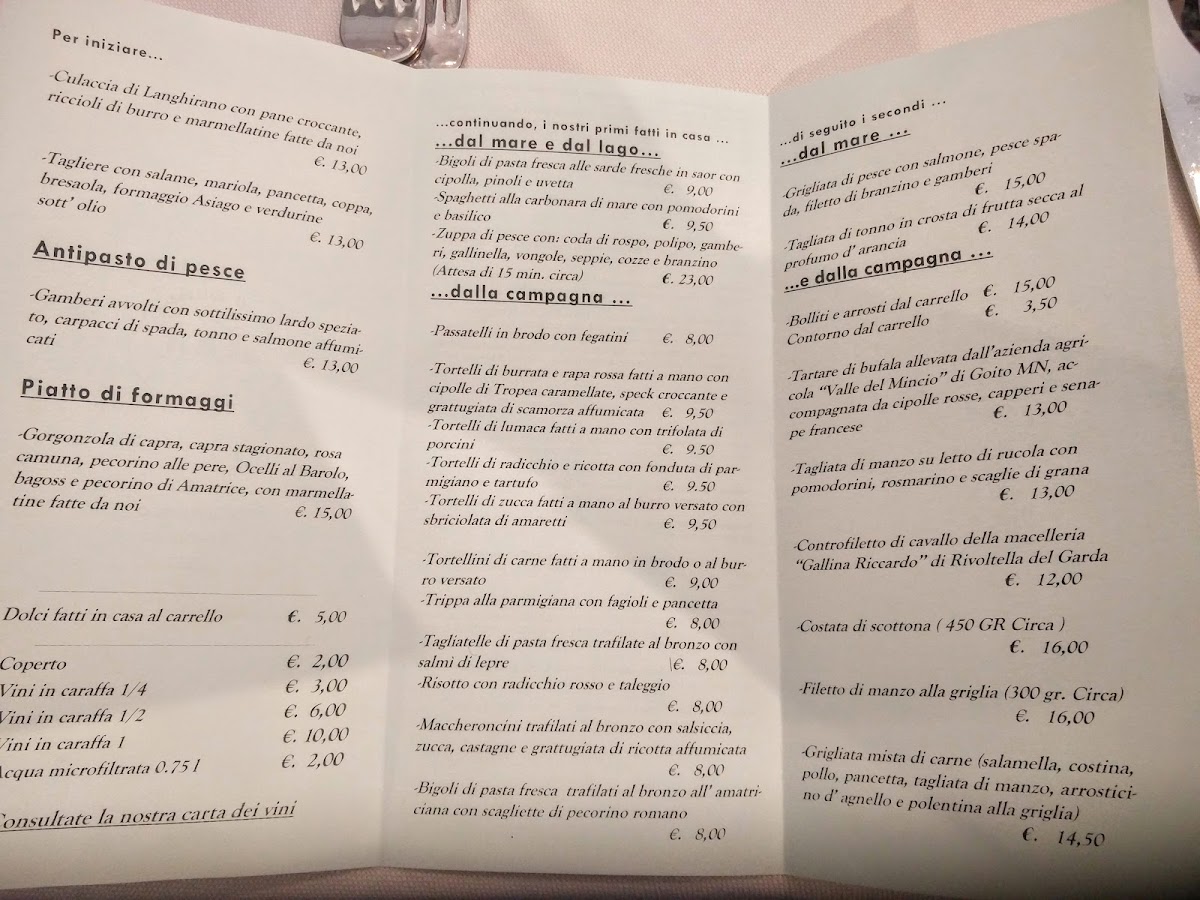 Per iniziare...
-Culaccia di Langhirano con pane croccante,
riccioli di burro e marmellatine fatte da noi
€. 13,00
-Tagliere con salame, mariola, pancetta, coppa,
bresaola, formaggio Asiago e verdurine
sott' olio
€. 13,00
Antipasto di pesce
-Gamberi avvolti con sottilissimo lardo spezia-
to, carpacci di spada, tonno e salmone affumi-
cati €. 13,00
Piatto di formaggi
-Gorgonzola di capra, capra stagionato, rosa
camuna, pecorino alle pere, Ocelli al Barolo,
bagoss e pecorino di Amatrice, con marmella-
tine fatte da noi €. 15,00
Dolci fatti in casa al carrello €. 5,00
Coperto €. 2,00
Vini in caraffa 1/4 €. 3,00
Vini in caraffa 1/2 €. 6,00
Vini in caraffa 1 €. 10,00
Acqua microfiltrata 0.75 l €. 2,00
Consultate la nostra carta dei vini
...continuando, i nostri primi fatti in casa ...
...dal mare e dal lago...
-Bigoli di pasta fresca alle sarde fresche in saor con
cipolla, pinoli e uvetta €. 9,00
-Spaghetti alla carbonara di mare con pomodorini
e basilico €. 9,50
-Zuppa di pesce con: coda di rospo, polipo, gambe-
ri, gallinella, vongole, seppie, cozze e branzino
(Attesa di 15 min. circa) €. 23,00
...dalla campagna ...
-Passatelli in brodo con fegatini €. 8,00
-Tortelli di burrata e rapa rossa fatti a mano con
cipolle di Tropea caramellate, speck croccante e
grattugiata di scamorza affumicata €. 9,50
-Tortelli di lumaca fatti a mano con trifolata di
porcini €. 9.50
-Tortelli di radicchio e ricotta con fonduta di par-
migiano e tartufo €. 9.50
-Tortelli di zucca fatti a mano al burro versato con
sbriciolata di amaretti €. 9,50
-Tortellini di carne fatti a mano in brodo o al bur-
ro versato €. 9,00
-Trippa alla parmigiana con fagioli e pancetta
€. 8,00
-Tagliatelle di pasta fresca trafilate al bronzo con
salmì di lepre \€. 8,00
-Risotto con radicchio rosso e taleggio
€. 8,00
-Maccheroncini trafilati al bronzo con salsiccia,
zucca, castagne e grattugiata di ricotta affumicata
€. 8,00
-Bigoli di pasta fresca trafilati al bronzo all' amatri-
ciana con scagliette di pecorino romano
€. 8,00
...di seguito i secondi ...
...dal mare ...
-Grigliata di pesce con salmone, pesce spa-
da, filetto di branzino e gamberi
€. 15,00
-Tagliata di tonno in crosta di frutta secca al
profumo d' arancia €. 14,00
...e dalla campagna ...
-Bolliti e arrosti dal carrello €. 15,00
Contorno dal carrello €. 3,50
-Tartare di bufala allevata dall'azienda agri-
cola "Valle del Mincio" di Goito MN, ac-
compagnata da cipolle rosse, capperi e sena-
pe francese €. 13,00
-Tagliata di manzo su letto di rucola con
pomodorini, rosmarino e scaglie di grana
€. 13,00
-Controfiletto di cavallo della macelleria
"Gallina Riccardo" di Rivoltella del Garda
€. 12,00
-Costata di scottona ( 450 GR Circa )
€. 16,00
-Filetto di manzo alla griglia (300 gr. Circa)
€. 16,00
-Grigliata mista di carne (salamella, costina,
pollo, pancetta, tagliata di manzo, arrostici-
no d' agnello e polentina alla griglia)
€. 14,50